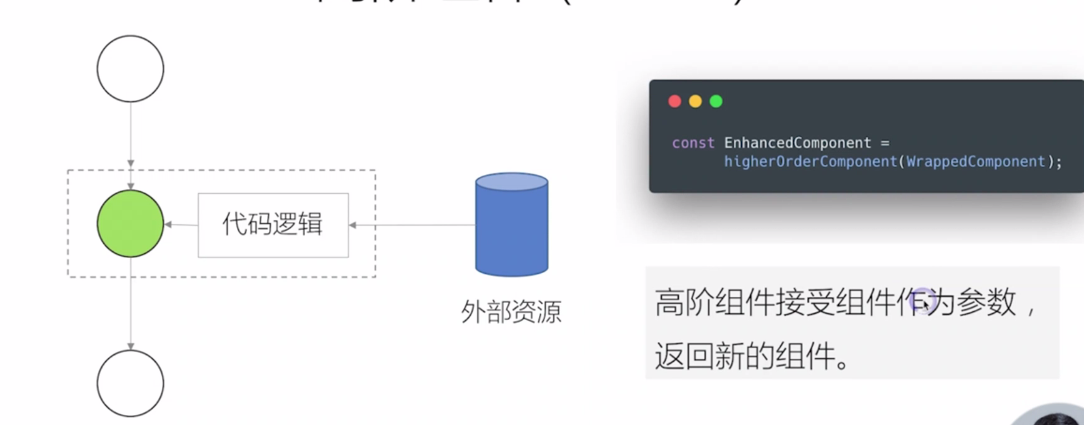 代码逻辑
外部资源
const EnhancedComponent =
higherOrderComponent(WrappedComponent);
高阶组件接受组件作为参数，
返回新的组件。